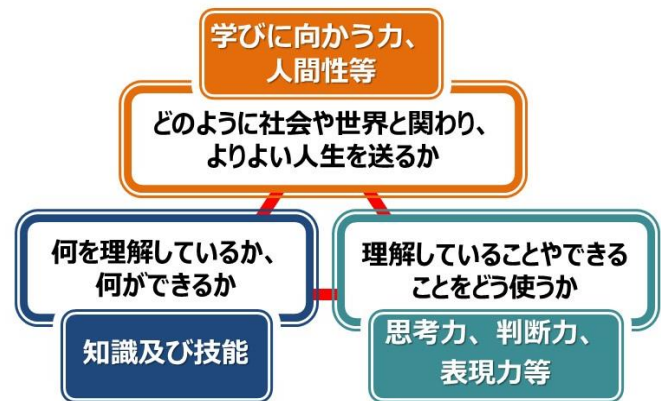 学びに向かう力、
人間性等
どのように社会や世界と関わり、
よりよい人生を送るか
何を理解しているか、
何ができるか
知識及び技能
理解していることやできる
ことをどう使うか
思考力、判断力、
表現力等